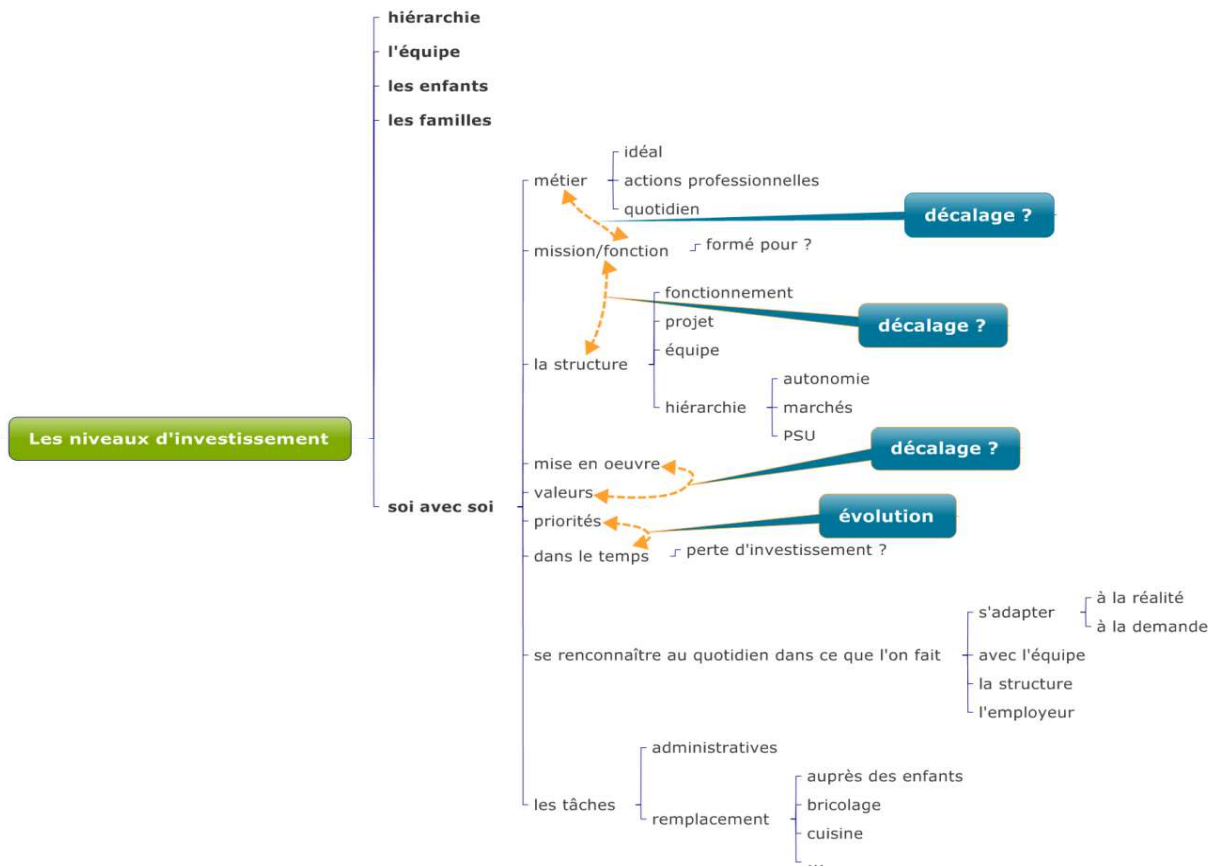 hiérarchie
l'équipe
les enfants
les familles
Les niveaux d'investissement
soi avec soi
métier
idéal
actions professionnelles
quotidien
décalage ?
mission/fonction
formé pour ?
la structure
fonctionnement
projet
équipe
hiérarchie
autonomie
marchés
PSU
décalage ?
mise en oeuvre
valeurs
décalage ?
priorités
dans le temps
perte d'investissement ?
évolution
se renconnaître au quotidien dans ce que l'on fait
s'adapter
à la réalité
à la demande
avec l'équipe
la structure
l'employeur
les tâches
administratives
remplacement
auprès des enfants
bricolage
cuisine
...